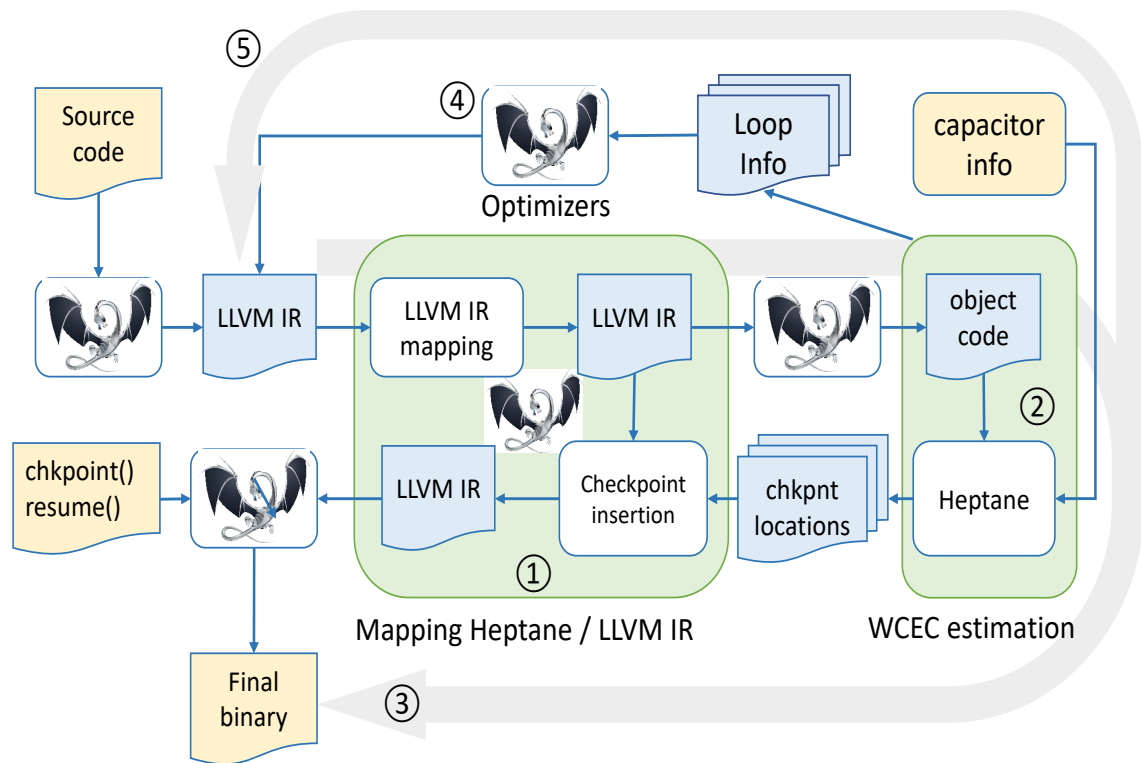 ⑤
Source
code
④
Optimizers
Loop
Info
capacitor
info
LLVM IR
LLVM IR
mapping
LLVM IR
object
code
②
chkpoint()
resume()
LLVM IR
Checkpoint
insertion
chkpnt
locations
Heptane
①
Mapping Heptane / LLVM IR
WCEC estimation
Final
binary
③